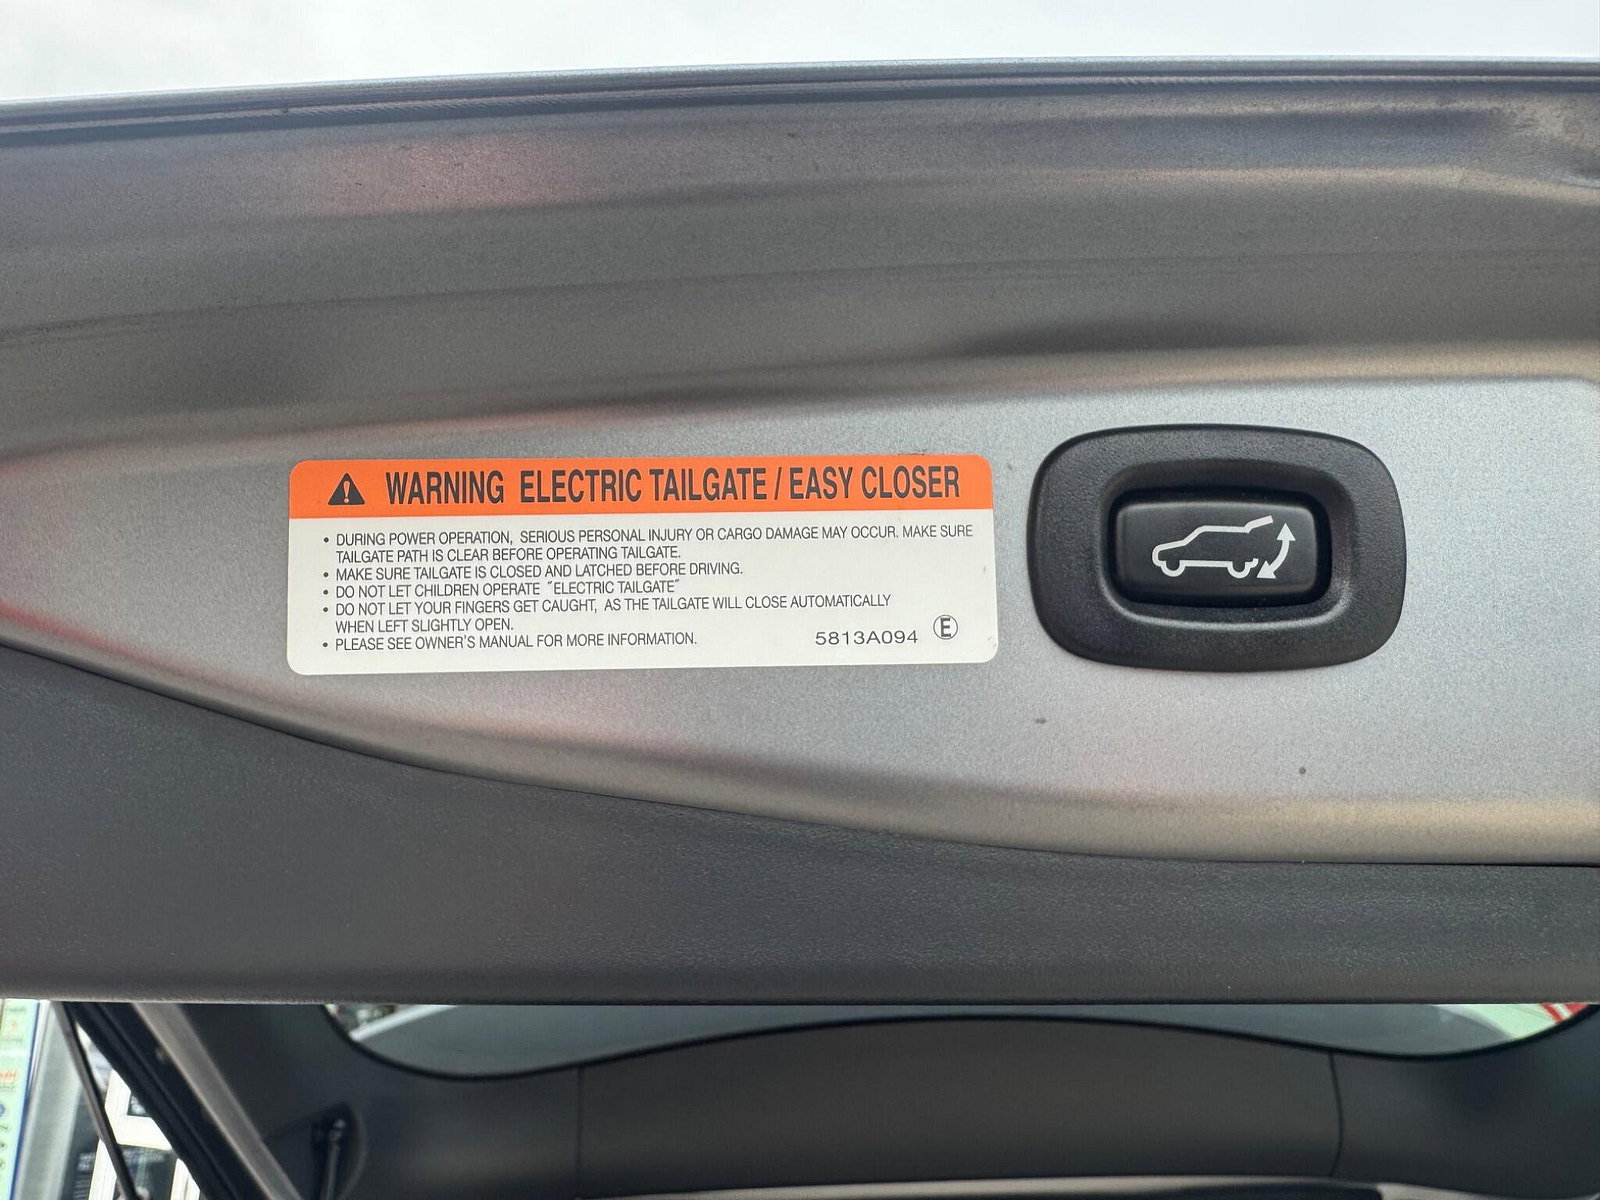 WARNING ELECTRIC TAILGATE / EASY CLOSER
• DURING POWER OPERATION, SERIOUS PERSONAL INJURY OR CARGO DAMAGE MAY OCCUR. MAKE SURE
TAILGATE PATH IS CLEAR BEFORE OPERATING TAILGATE.
• MAKE SURE TAILGATE IS CLOSED AND LATCHED BEFORE DRIVING.
• DO NOT LET CHILDREN OPERATE ˝ELECTRIC TAILGATE˝
• DO NOT LET YOUR FINGERS GET CAUGHT, AS THE TAILGATE WILL CLOSE AUTOMATICALLY
WHEN LEFT SLIGHTLY OPEN.
• PLEASE SEE OWNER'S MANUAL FOR MORE INFORMATION.
5813A094 Ⓔ